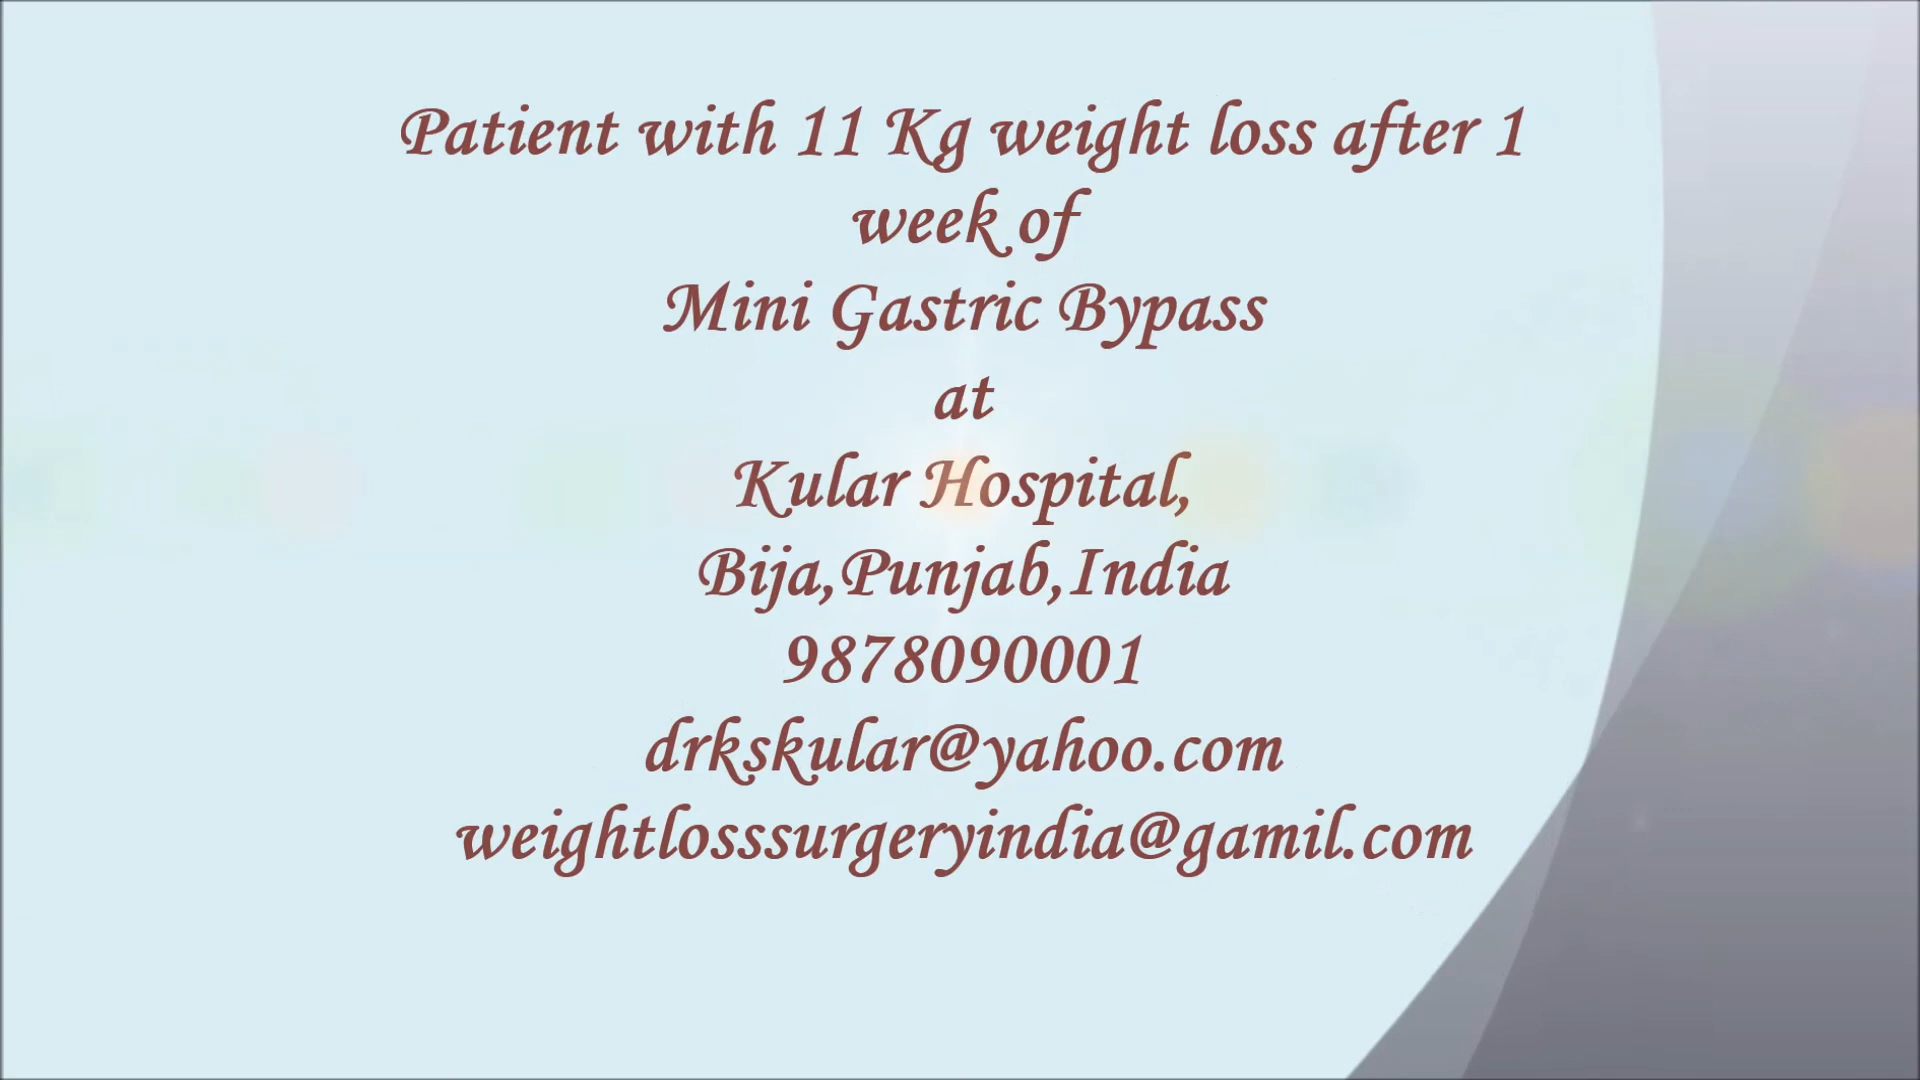 Patient with 11 Kg weight loss after 1
week of
Mini Gastric Bypass
at
Kular Hospital,
Bija,Punjab,India
9878090001
drkskular@yahoo.com
weightlosssurgeryindia@gamil.com